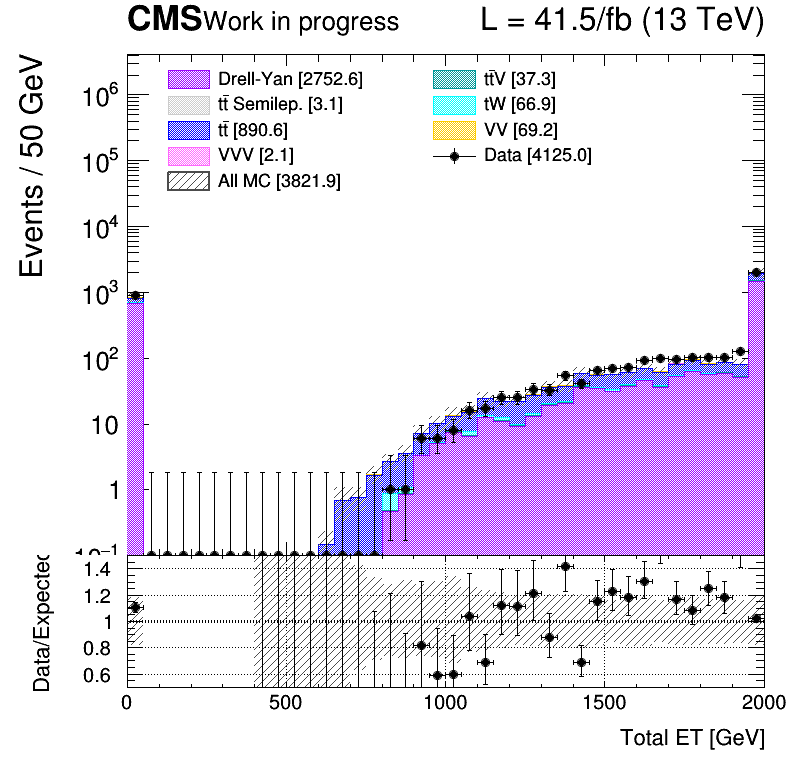 CMS Work in progress L = 41.5/fb (13 TeV)
Events / 50 GeV
Drell-Yan [2752.6]
tt̄ Semilep. [3.1]
tt̄ [890.6]
VVV [2.1]
All MC [3821.9]
tt̄V [37.3]
tW [66.9]
VV [69.2]
Data [4125.0]
10⁶
10⁵
10⁴
10³
10²
10
1
10⁻¹
Data/Expected
1.4
1.2
1
0.8
0.6
0 500 1000 1500 2000
Total ET [GeV]